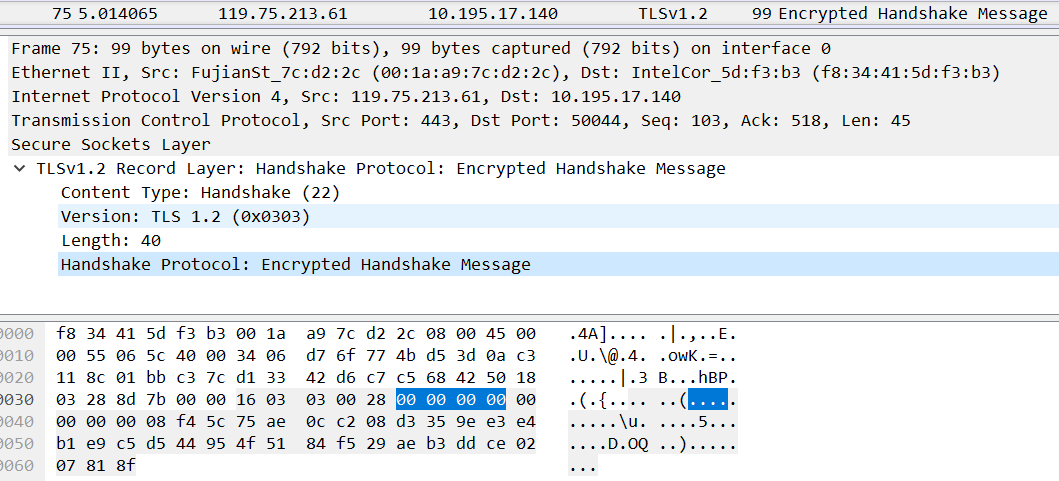 75 5.014065 119.75.213.61 10.195.17.140 TLSv1.2 99 Encrypted Handshake Message
Frame 75: 99 bytes on wire (792 bits), 99 bytes captured (792 bits) on interface 0
Ethernet II, Src: FujianSt_7c:d2:2c (00:1a:a9:7c:d2:2c), Dst: IntelCor_5d:f3:b3 (f8:34:41:5d:f3:b3)
Internet Protocol Version 4, Src: 119.75.213.61, Dst: 10.195.17.140
Transmission Control Protocol, Src Port: 443, Dst Port: 50044, Seq: 103, Ack: 518, Len: 45
Secure Sockets Layer
TLSv1.2 Record Layer: Handshake Protocol: Encrypted Handshake Message
Content Type: Handshake (22)
Version: TLS 1.2 (0x0303)
Length: 40
Handshake Protocol: Encrypted Handshake Message
0000 f8 34 41 5d f3 b3 00 1a a9 7c d2 2c 08 00 45 00 .4A].... .|.,..E.
0010 00 55 06 5c 40 00 34 06 d7 6f 77 4b d5 3d 0a c3 .U.\@.4. .owK.=..
0020 11 8c 01 bb c3 7c d1 33 42 d6 c7 c5 68 42 50 18 .....|.3 B...hBP.
0030 03 28 8d 7b 00 00 16 03 03 00 28 00 00 00 00 00 .(.{.... ..(.....
0040 00 00 00 08 f4 5c 75 ae 0c c2 08 d3 35 9e e3 e4 .....\u. ....5...
0050 b1 e9 c5 d5 44 95 4f 51 84 f5 29 ae b3 dd ce 02 ....D.OQ ..).....
0060 07 81 8f ...